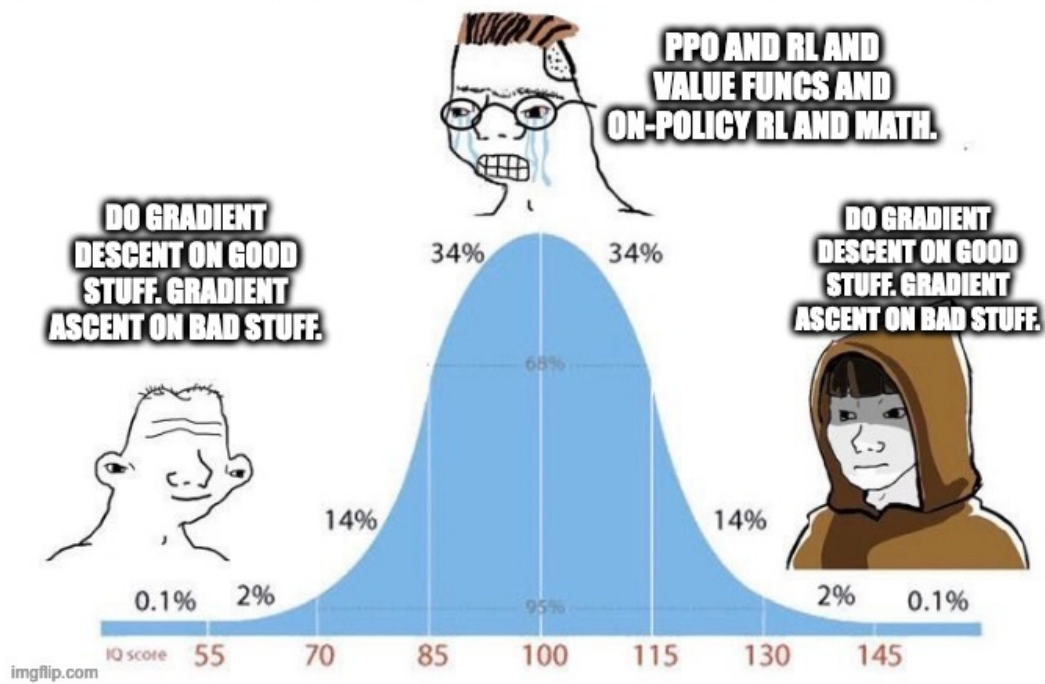 PPO AND RL AND
VALUE FUNCS AND
ON-POLICY RL AND MATH.
DO GRADIENT
DESCENT ON GOOD
STUFF. GRADIENT
ASCENT ON BAD STUFF.
DO GRADIENT
DESCENT ON GOOD
STUFF. GRADIENT
ASCENT ON BAD STUFF.
34% 34%
68%
14% 14%
0.1% 2% 95% 2% 0.1%
IQ score 55 70 85 100 115 130 145
imgflip.com